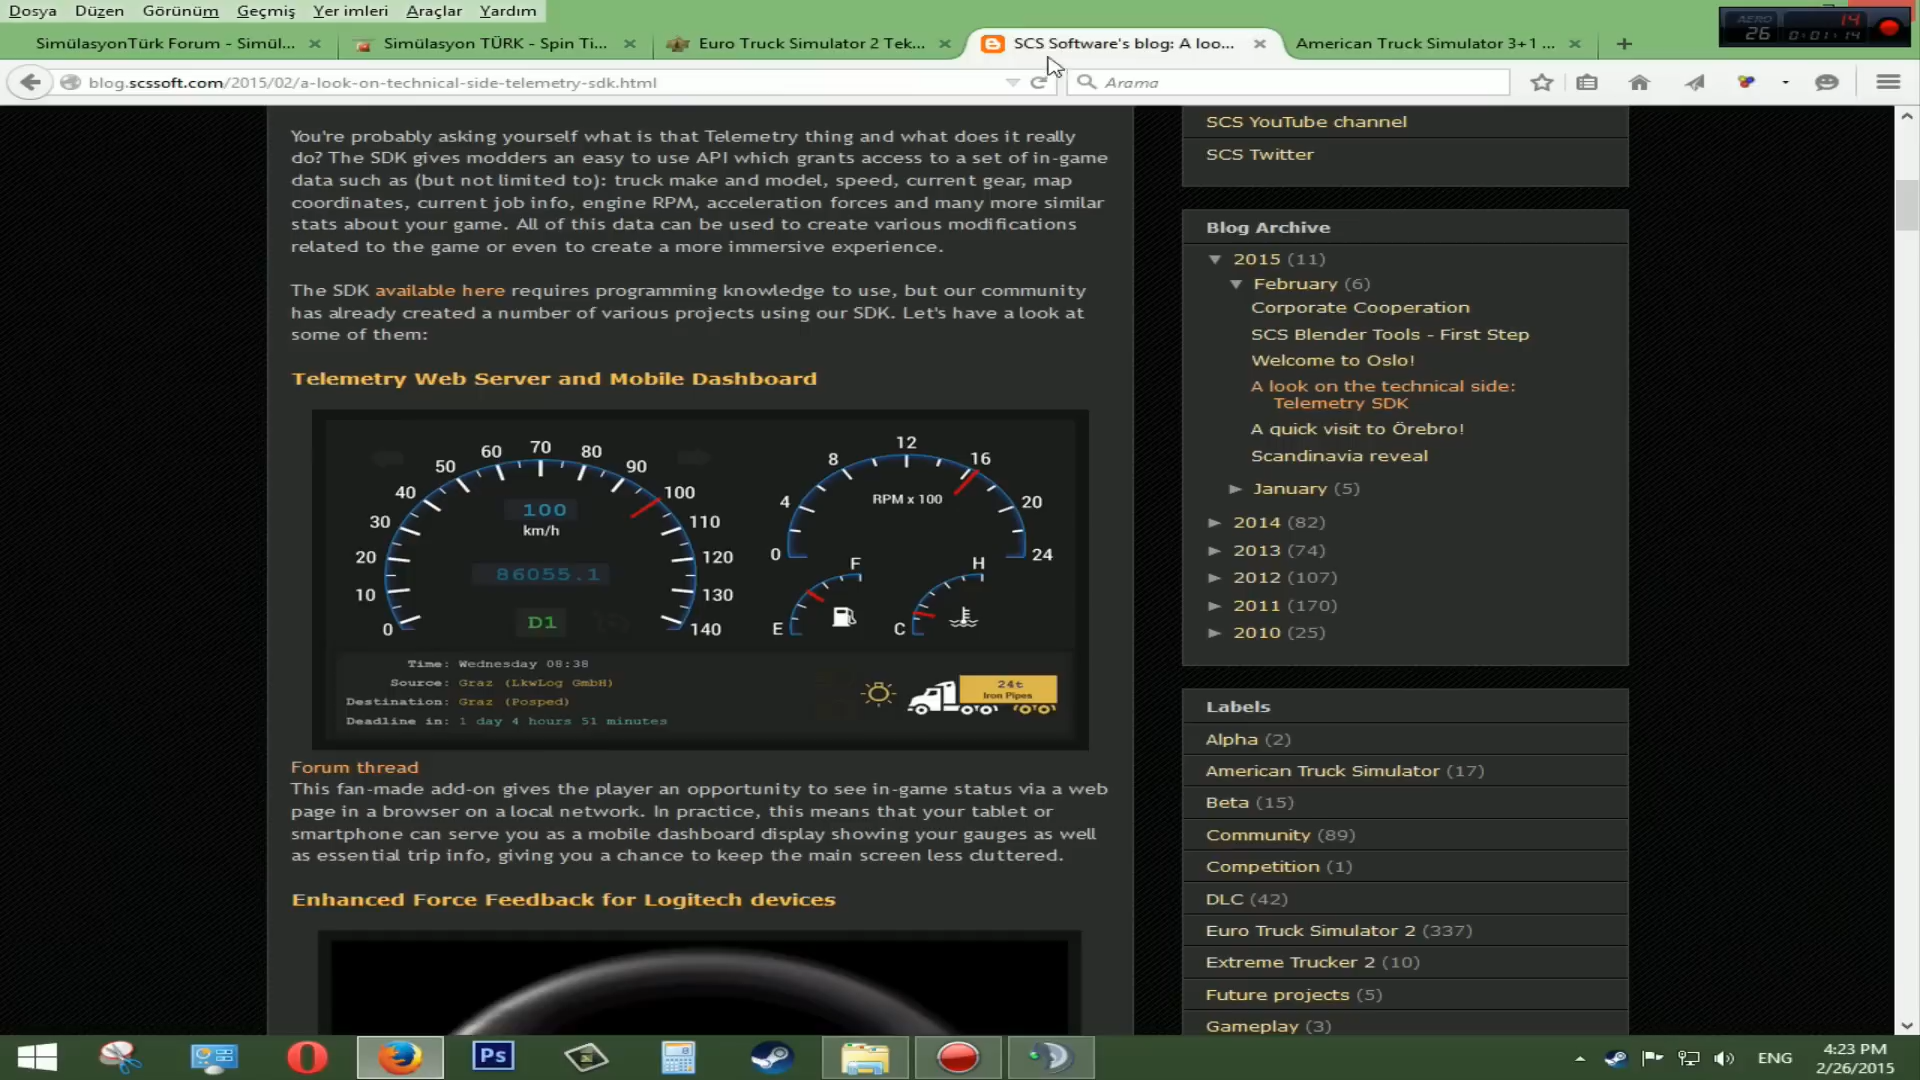 Dosya Düzen Görünüm Geçmiş Yer imleri Araçlar Yardım
AERO
26
14
0:01:14
SimülasyonTürk Forum - Simül...
Simülasyon TÜRK - Spin Ti...
Euro Truck Simulator 2 Tek...
SCS Software's blog: A loo...
American Truck Simulator 3+1 ...
blog.scssoft.com/2015/02/a-look-on-technical-side-telemetry-sdk.html
Arama
You're probably asking yourself what is that Telemetry thing and what does it really
do? The SDK gives modders an easy to use API which grants access to a set of in-game
data such as (but not limited to): truck make and model, speed, current gear, map
coordinates, current job info, engine RPM, acceleration forces and many more similar
stats about your game. All of this data can be used to create various modifications
related to the game or even to create a more immersive experience.
The SDK available here requires programming knowledge to use, but our community
has already created a number of various projects using our SDK. Let's have a look at
some of them:
Telemetry Web Server and Mobile Dashboard
0
10
20
30
40
50
60
70
80
90
100
110
120
130
140
100
km/h
86055.1
D1
0
4
8
12
16
20
24
RPM x 100
E
F
C
H
Time: Wednesday 08:38
Source: Graz (LkwLog GmbH)
Destination: Graz (Posped)
Deadline in: 1 day 4 hours 51 minutes
24t
Iron Pipes
Forum thread
This fan-made add-on gives the player an opportunity to see in-game status via a web
page in a browser on a local network. In practice, this means that your tablet or
smartphone can serve you as a mobile dashboard display showing your gauges as well
as essential trip info, giving you a chance to keep the main screen less cluttered.
Enhanced Force Feedback for Logitech devices
SCS YouTube channel
SCS Twitter
Blog Archive
▼ 2015 (11)
▼ February (6)
Corporate Cooperation
SCS Blender Tools - First Step
Welcome to Oslo!
A look on the technical side:
Telemetry SDK
A quick visit to Örebro!
Scandinavia reveal
► January (5)
► 2014 (82)
► 2013 (74)
► 2012 (107)
► 2011 (170)
► 2010 (25)
Labels
Alpha (2)
American Truck Simulator (17)
Beta (15)
Community (89)
Competition (1)
DLC (42)
Euro Truck Simulator 2 (337)
Extreme Trucker 2 (10)
Future projects (5)
Gameplay (3)
Ps
ENG
4:23 PM
2/26/2015